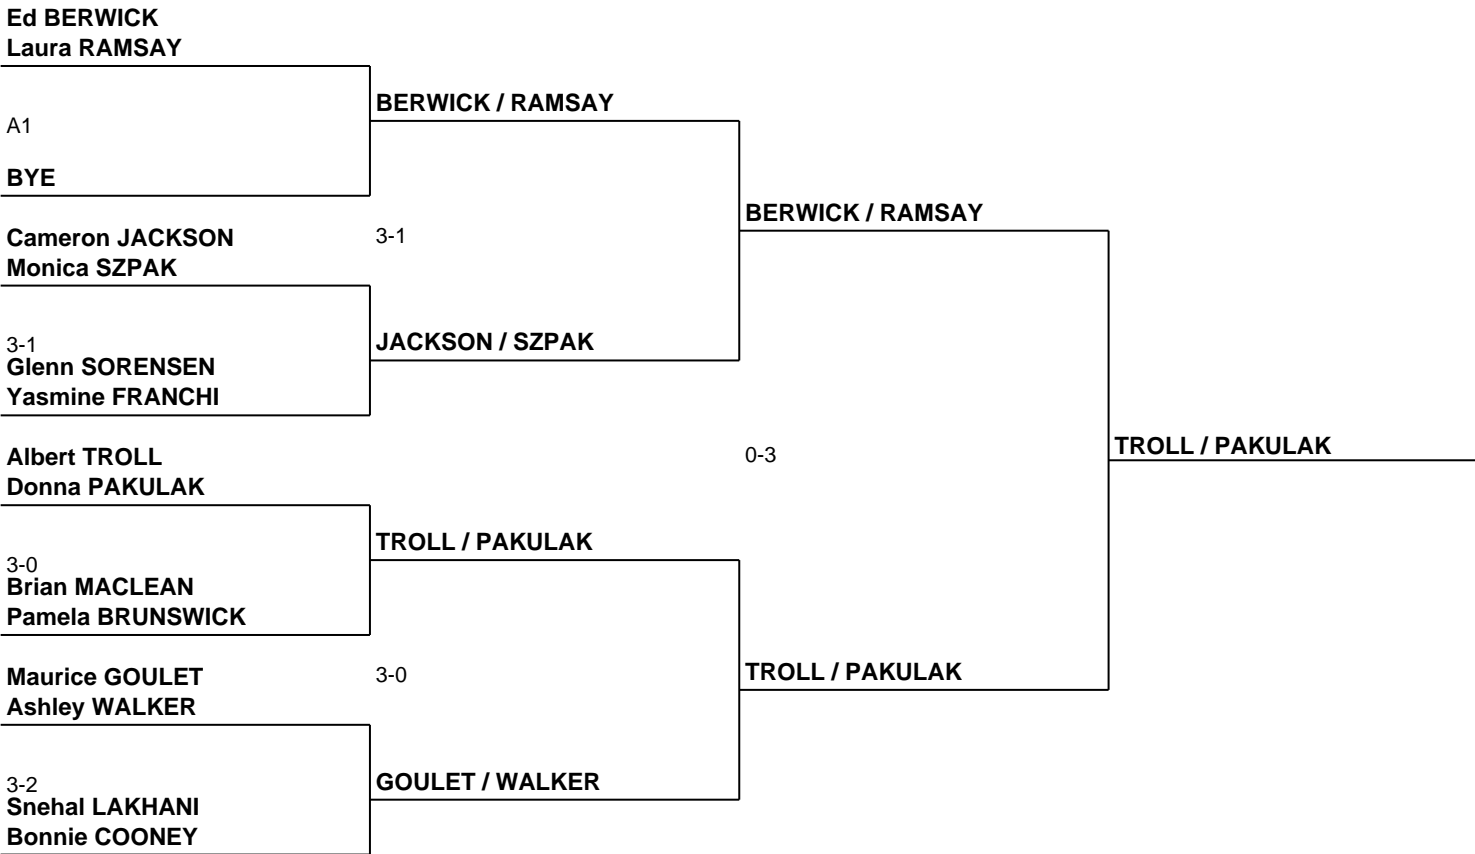 Ed BERWICK
Laura RAMSAY
BERWICK / RAMSAY
A1
BYE
BERWICK / RAMSAY
Cameron JACKSON
Monica SZPAK
3-1
JACKSON / SZPAK
3-1
Glenn SORENSEN
Yasmine FRANCHI
TROLL / PAKULAK
Albert TROLL
Donna PAKULAK
0-3
TROLL / PAKULAK
3-0
Brian MACLEAN
Pamela BRUNSWICK
TROLL / PAKULAK
Maurice GOULET
Ashley WALKER
3-0
GOULET / WALKER
3-2
Snehal LAKHANI
Bonnie COONEY